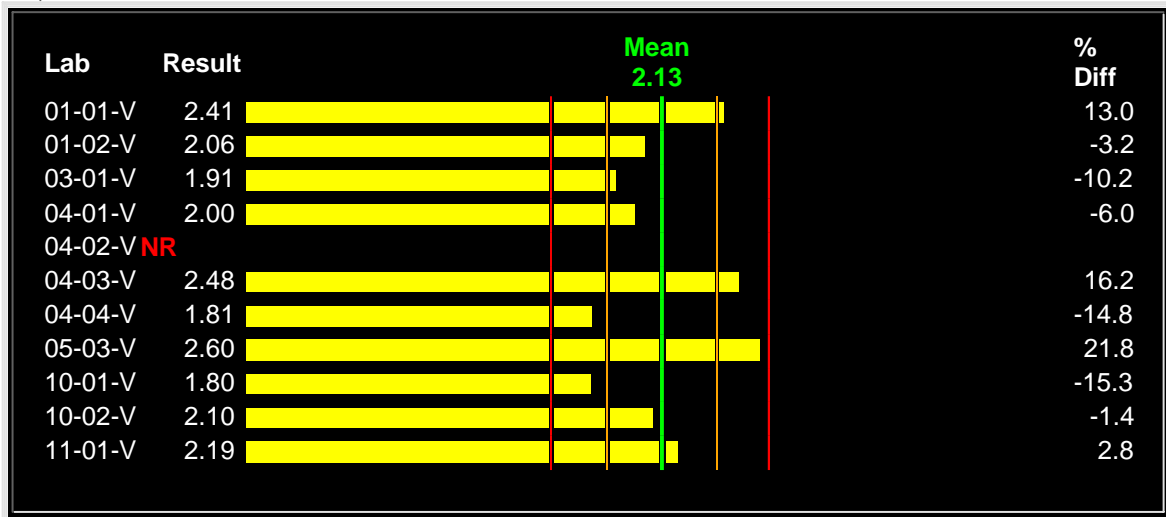 Lab Result Mean 2.13 % Diff
01-01-V 2.41 13.0
01-02-V 2.06 -3.2
03-01-V 1.91 -10.2
04-01-V 2.00 -6.0
04-02-V NR
04-03-V 2.48 16.2
04-04-V 1.81 -14.8
05-03-V 2.60 21.8
10-01-V 1.80 -15.3
10-02-V 2.10 -1.4
11-01-V 2.19 2.8